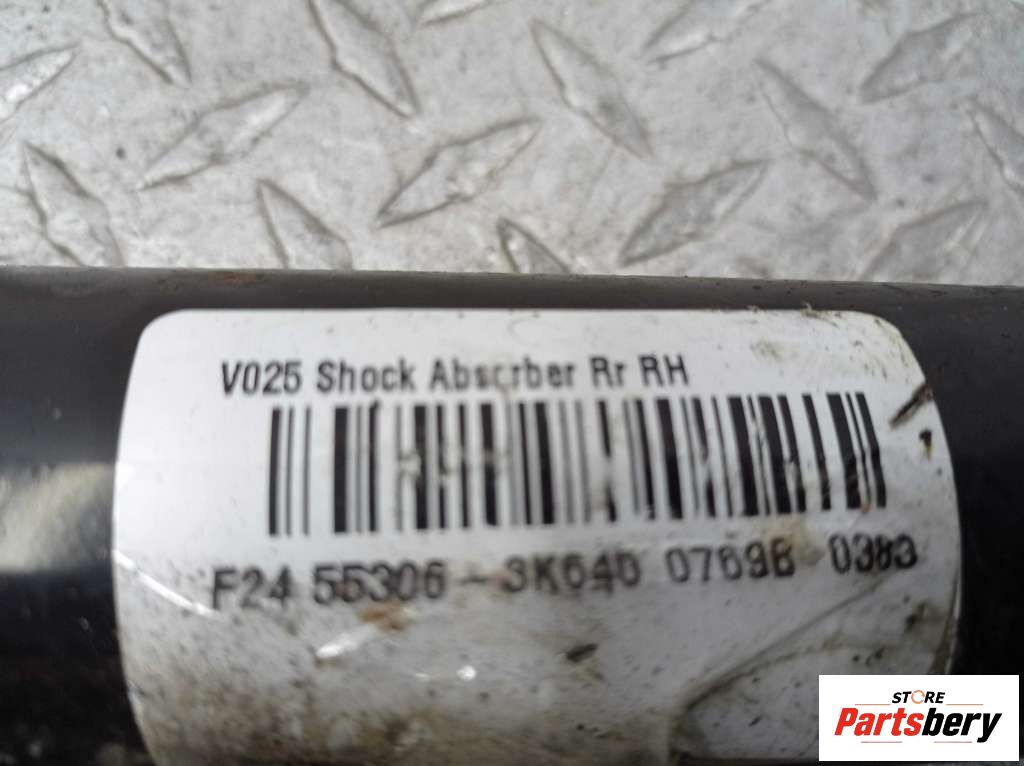 V025 Shock Absorber Rr RH
F24 55306-3K640 0769B 0383
STORE
Partsbery